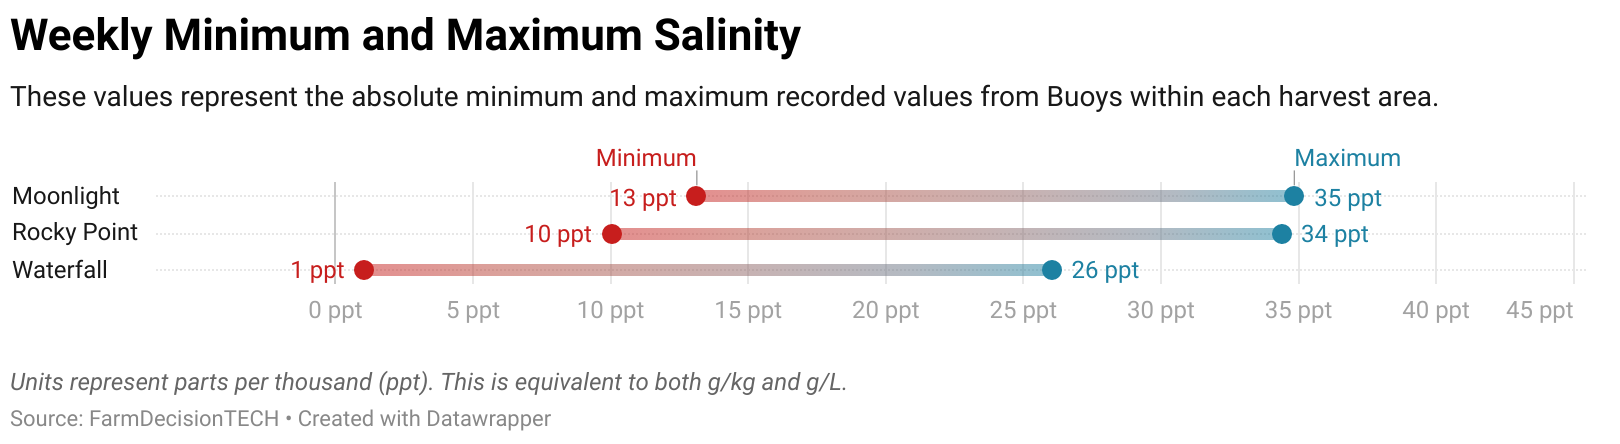 Weekly Minimum and Maximum Salinity
These values represent the absolute minimum and maximum recorded values from Buoys within each harvest area.
Minimum Maximum
Moonlight 13 ppt 35 ppt
Rocky Point 10 ppt 34 ppt
Waterfall 1 ppt 26 ppt
0 ppt 5 ppt 10 ppt 15 ppt 20 ppt 25 ppt 30 ppt 35 ppt 40 ppt 45 ppt
Units represent parts per thousand (ppt). This is equivalent to both g/kg and g/L.
Source: FarmDecisionTECH • Created with Datawrapper